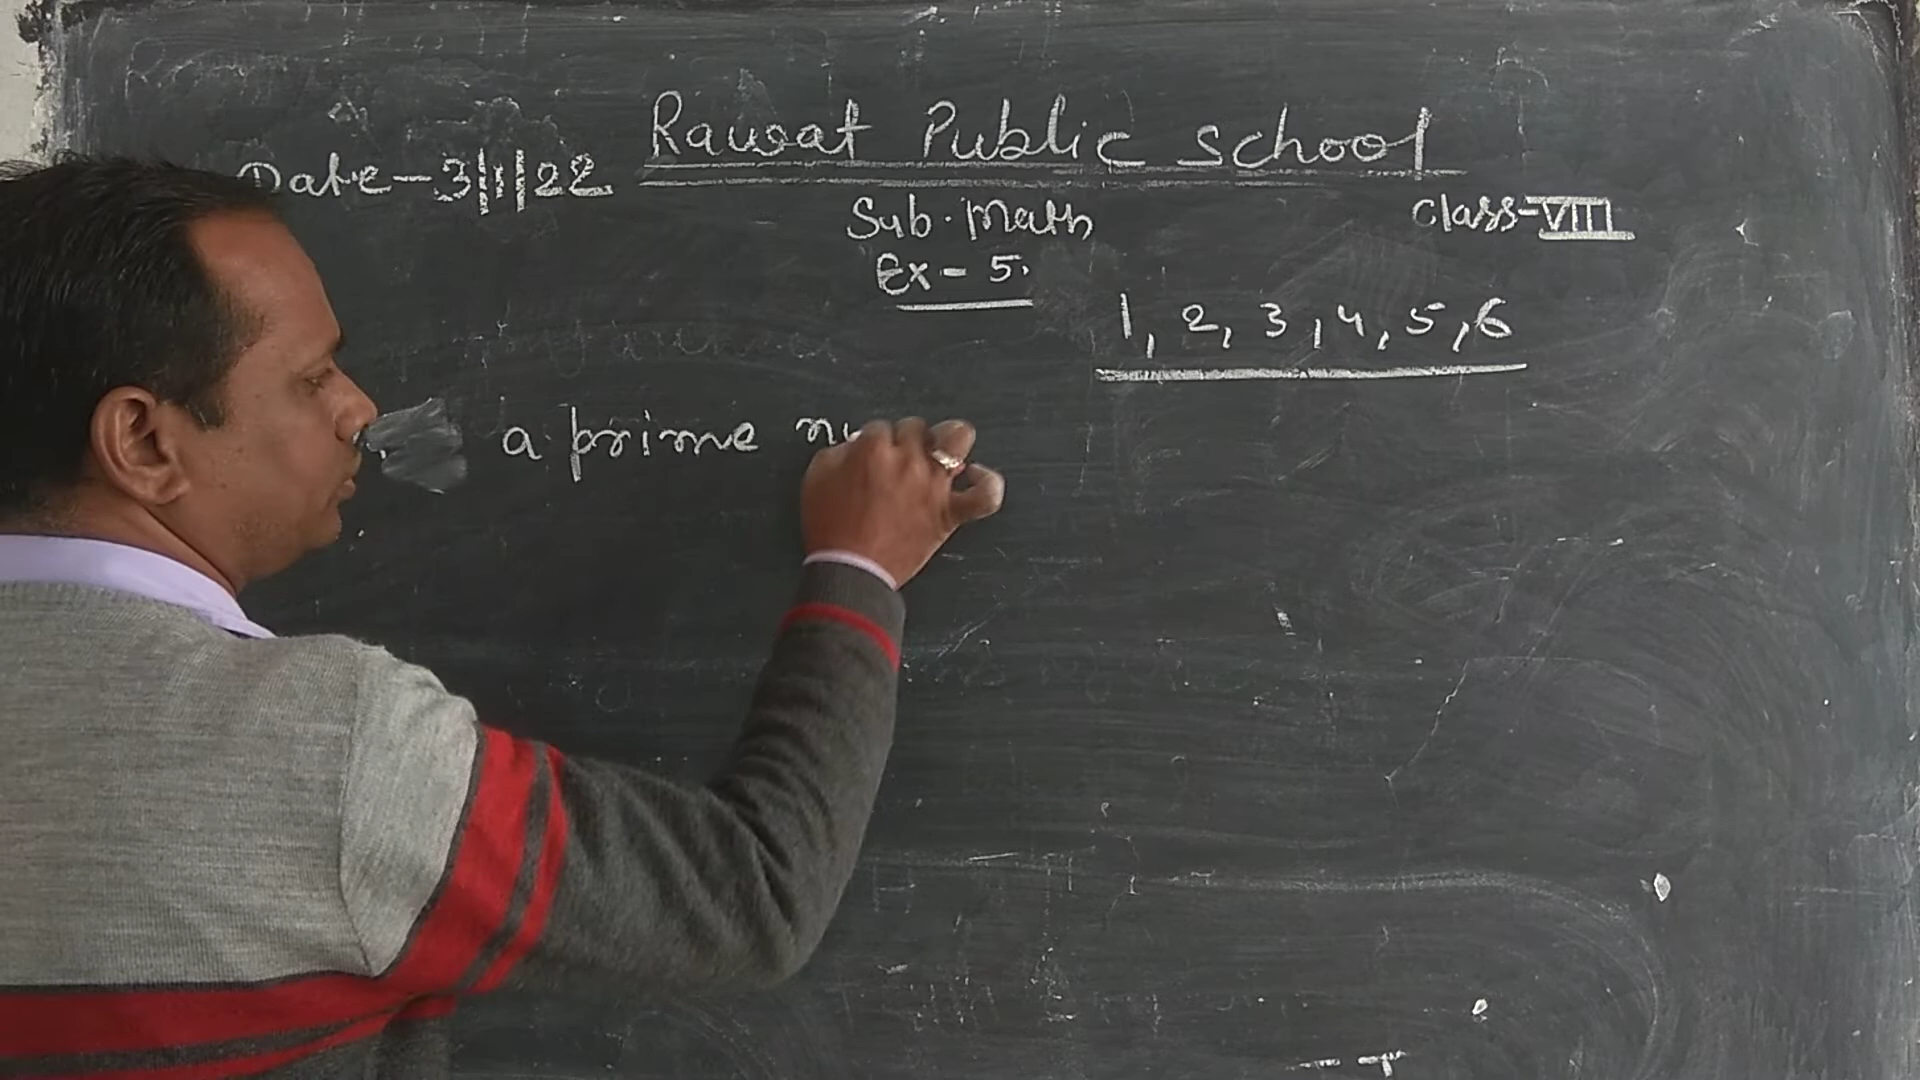 Rawat Public School
Date-3|1|22
Sub. Math
Class-VIII
Ex- 5.
1, 2, 3, 4, 5, 6
a prime